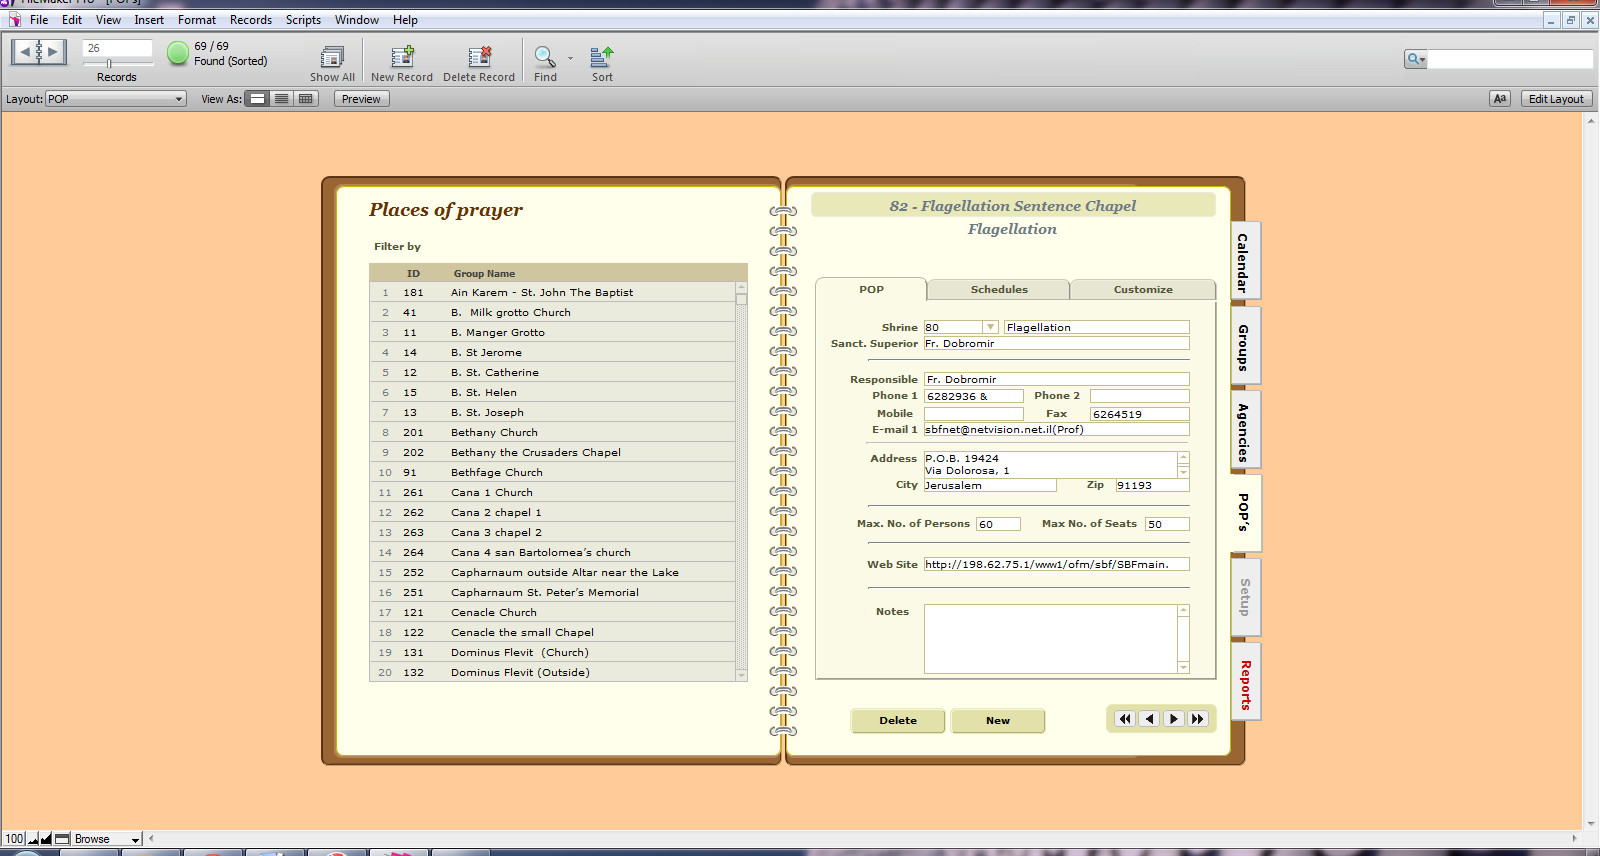 File Edit View Insert Format Records Scripts Window Help
26
Records
69 / 69
Found (Sorted)
Show All New Record Delete Record Find Sort
Layout: POP View As: Preview Aa Edit Layout
Places of prayer
Filter by
ID Group Name
1 181 Ain Karem - St. John The Baptist
2 41 B. Milk grotto Church
3 11 B. Manger Grotto
4 14 B. St Jerome
5 12 B. St. Catherine
6 15 B. St. Helen
7 13 B. St. Joseph
8 201 Bethany Church
9 202 Bethany the Crusaders Chapel
10 91 Bethfage Church
11 261 Cana 1 Church
12 262 Cana 2 chapel 1
13 263 Cana 3 chapel 2
14 264 Cana 4 san Bartolomea's church
15 252 Capharnaum outside Altar near the Lake
16 251 Capharnaum St. Peter's Memorial
17 121 Cenacle Church
18 122 Cenacle the small Chapel
19 131 Dominus Flevit (Church)
20 132 Dominus Flevit (Outside)
82 - Flagellation Sentence Chapel
Flagellation
POP Schedules Customize
Shrine 80 Flagellation
Sanct. Superior Fr. Dobromir
Responsible Fr. Dobromir
Phone 1 6282936 & Phone 2
Mobile Fax 6264519
E-mail 1 sbfnet@netvision.net.il(Prof)
Address P.O.B. 19424
Via Dolorosa, 1
City Jerusalem Zip 91193
Max. No. of Persons 60 Max No. of Seats 50
Web Site http://198.62.75.1/www1/ofm/sbf/SBFmain.
Notes
Delete New
Calendar
Groups
Agencies
POP's
Setup
Reports
100 Browse